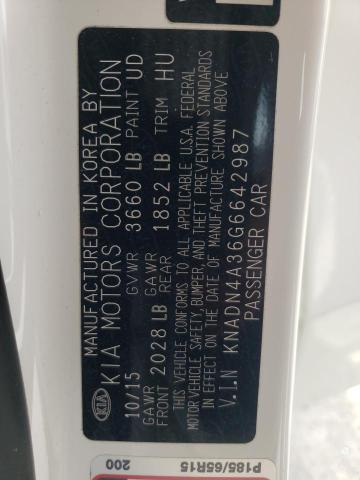 MANUFACTURED IN KOREA BY
KIA KIA MOTORS CORPORATION
10/15 GVWR 3660 LB PAINT UD
GAWR FRONT 2028 LB GAWR REAR 1852 LB TRIM HU
THIS VEHICLE CONFORMS TO ALL APPLICABLE U.S.A. FEDERAL
MOTOR VEHICLE SAFETY, BUMPER, AND THEFT PREVENTION STANDARDS
IN EFFECT ON THE DATE OF MANUFACTURE SHOWN ABOVE
V.I.N KNADN4A36G6642987
PASSENGER CAR
P185/65R15
200